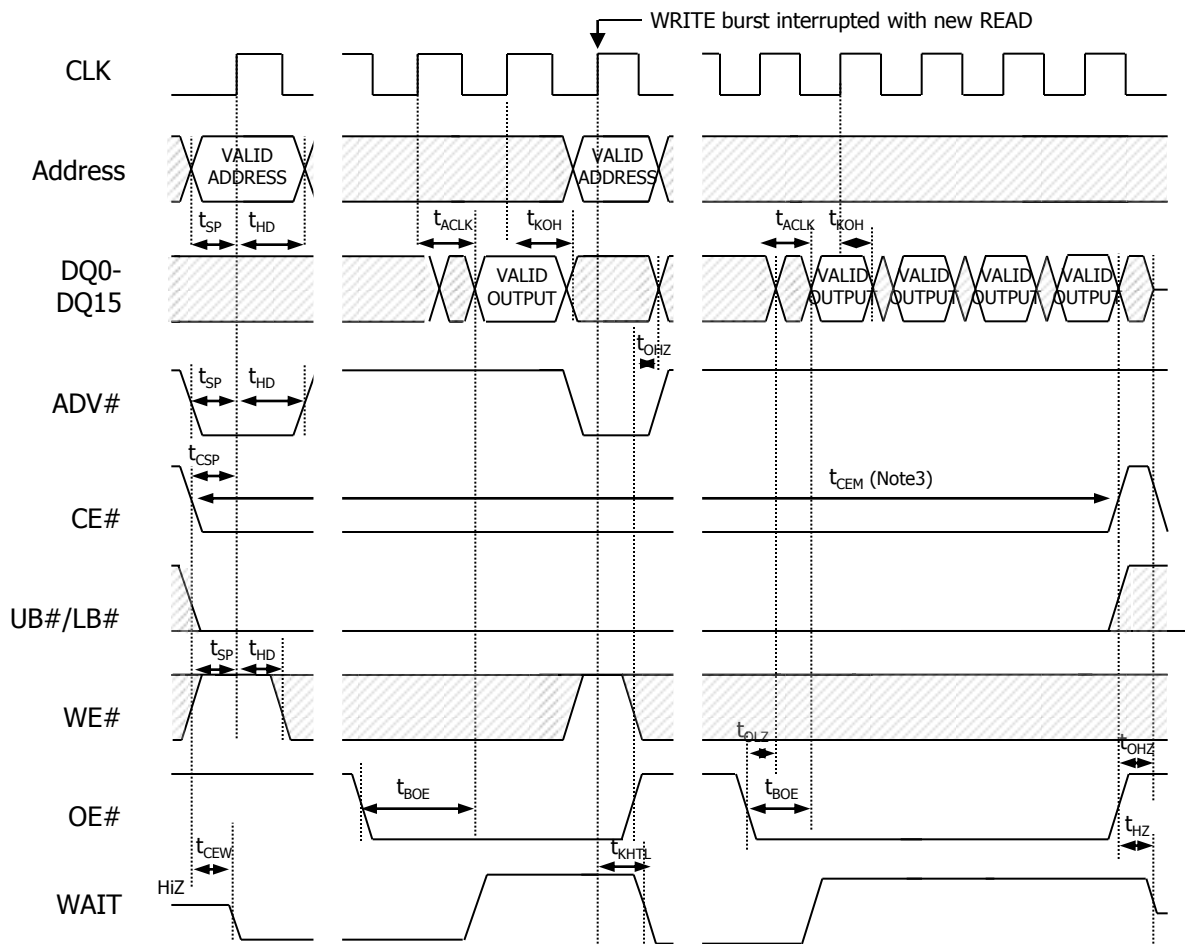 WRITE burst interrupted with new READ
CLK
Address
VALID
ADDRESS
VALID
ADDRESS
tSP
tHD
tACLK
tKOH
tACLK
tKOH
DQ0-
DQ15
VALID
OUTPUT
VALID
OUTPUT
VALID
OUTPUT
VALID
OUTPUT
VALID
OUTPUT
tOHZ
ADV#
tSP
tHD
tCSP
tCEM (Note3)
CE#
UB#/LB#
tSP
tHD
WE#
tOLZ
tOHZ
OE#
tBOE
tBOE
tHZ
tCEW
tKHTL
HiZ
WAIT